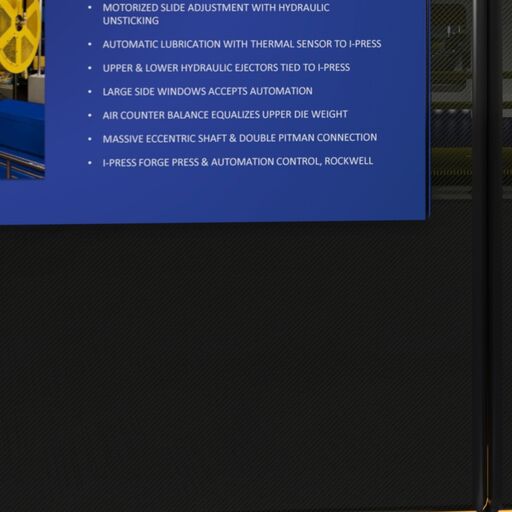 • MOTORIZED SLIDE ADJUSTMENT WITH HYDRAULIC
UNSTICKING
• AUTOMATIC LUBRICATION WITH THERMAL SENSOR TO I-PRESS
• UPPER & LOWER HYDRAULIC EJECTORS TIED TO I-PRESS
• LARGE SIDE WINDOWS ACCEPTS AUTOMATION
• AIR COUNTER BALANCE EQUALIZES UPPER DIE WEIGHT
• MASSIVE ECCENTRIC SHAFT & DOUBLE PITMAN CONNECTION
• I-PRESS FORGE PRESS & AUTOMATION CONTROL, ROCKWELL